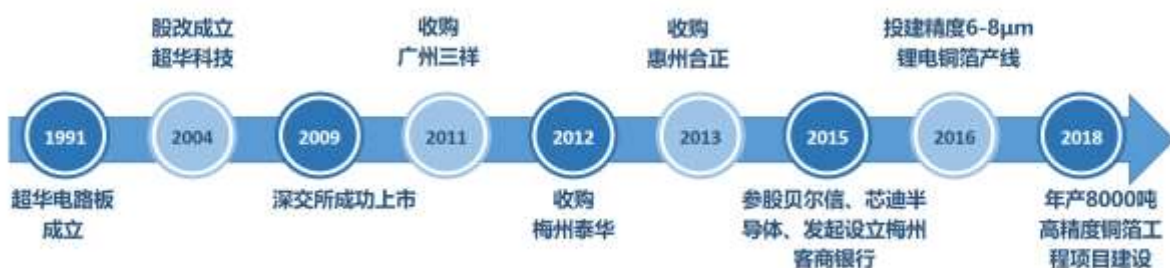 股改成立
超华科技
收购
广州三祥
收购
惠州合正
投建精度6-8μm
锂电铜箔产线
1991
2004
2009
2011
2012
2013
2015
2016
2018
超华电路板
成立
深交所成功上市
收购
梅州泰华
参股贝尔信、芯迪半
导体、发起设立梅州
客商银行
年产8000吨
高精度铜箔工
程项目建设